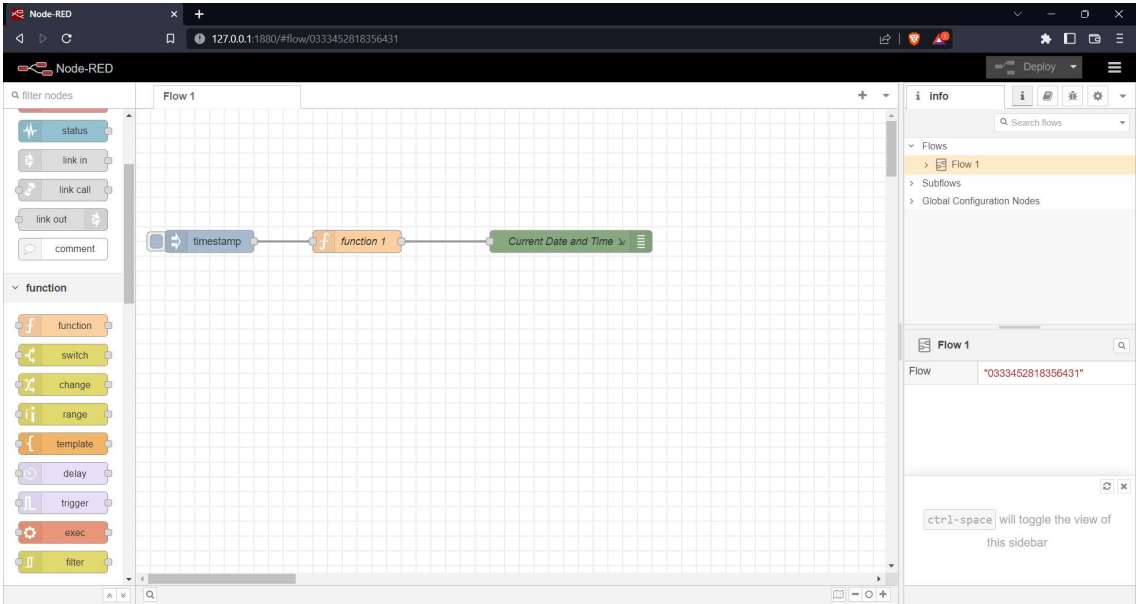 Node-RED
127.0.0.1:1880/#flow/0333452818356431
Node-RED
Deploy
filter nodes
Flow 1
i info
status
link in
link call
link out
comment
function
function
switch
change
range
template
delay
trigger
exec
filter
timestamp
function 1
Current Date and Time
Search flows
Flows
Flow 1
Subflows
Global Configuration Nodes
Flow 1
Flow "0333452818356431"
ctrl-space will toggle the view of
this sidebar